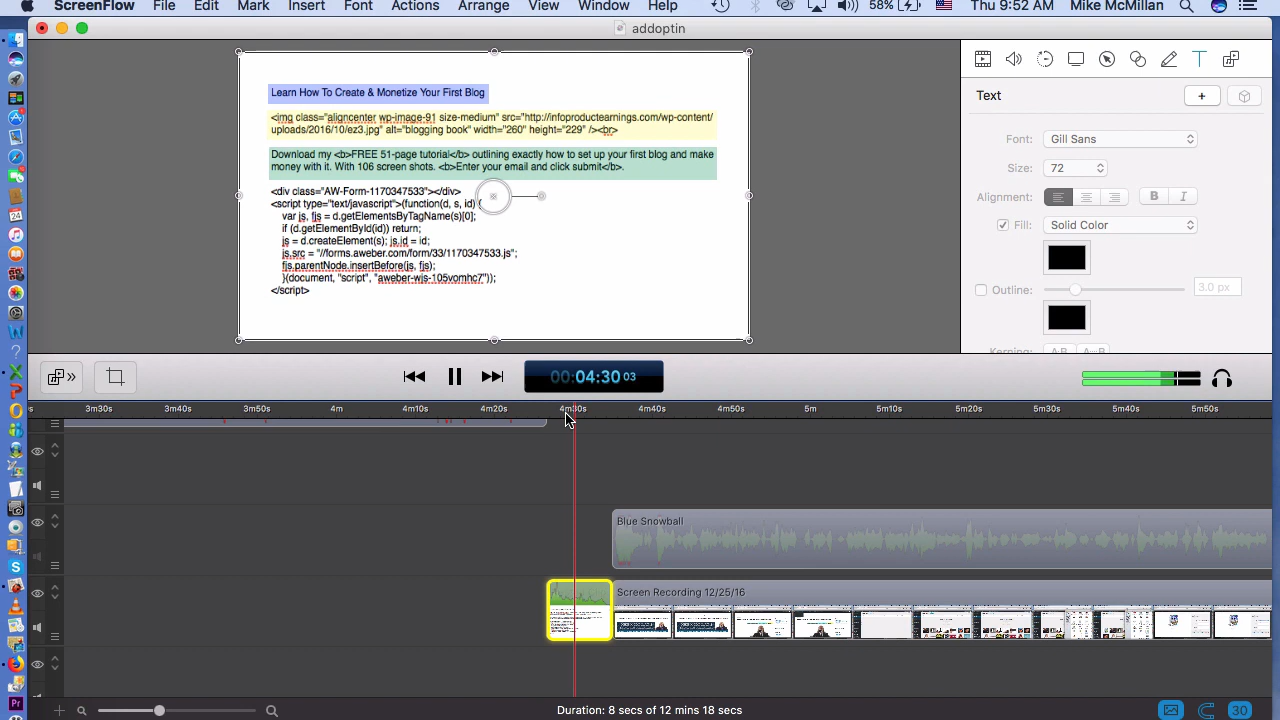 ScreenFlow File Edit Mark Insert Font Actions Arrange View Window Help 58% Thu 9:52 AM Mike McMillan
addoptin
Learn How To Create & Monetize Your First Blog
<img class="aligncenter wp-image-91 size-medium" src="http://infoproductearnings.com/wp-content/
uploads/2016/10/ez3.jpg" alt="blogging book" width="260" height="229" /><br>
Download my <b>FREE 51-page tutorial</b> outlining exactly how to set up your first blog and make
money with it. With 106 screen shots. <b>Enter your email and click submit</b>.
<div class="AW-Form-1170347533"></div>
<script type="text/javascript">(function(d, s, id) {
var js, fjs = d.getElementsByTagName(s)[0];
if (d.getElementById(id)) return;
js = d.createElement(s); js.id = id;
js.src = "//forms.aweber.com/form/33/1170347533.js";
fjs.parentNode.insertBefore(js, fjs);
}(document, "script", "aweber-wjs-105vomhc7"));
</script>
Text
Font: Gill Sans
Size: 72
Alignment: B I
Fill: Solid Color
Outline: 3.0 px
Kerning: A·B A···B
00:04:30 03
3m30s 3m40s 3m50s 4m 4m10s 4m20s 4m30s 4m40s 4m50s 5m 5m10s 5m20s 5m30s 5m40s 5m50s
Blue Snowball
Screen Recording 12/25/16
Duration: 8 secs of 12 mins 18 secs
30